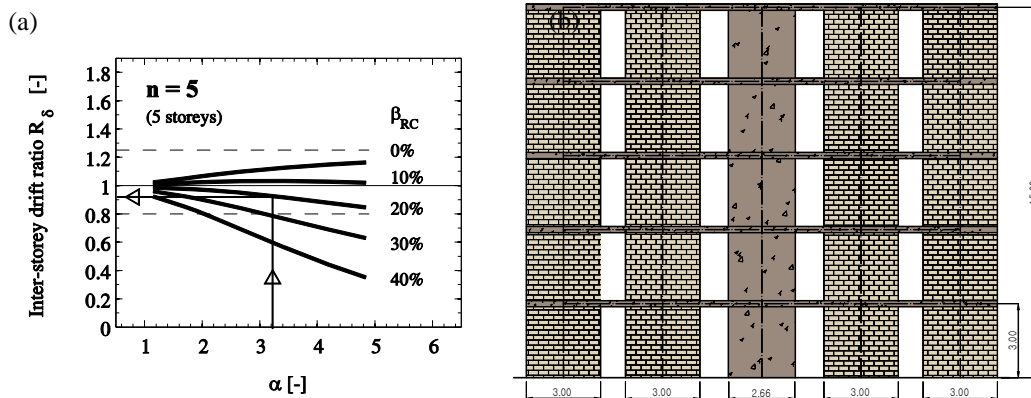 (a)
(b)
n = 5
(5 storeys)
β_RC
0%
10%
20%
30%
40%
Inter-storey drift ratio R_δ [-]
1.8
1.6
1.4
1.2
1
0.8
0.6
0.4
0.2
0
1 2 3 4 5 6
α [-]
3.00
3.00 3.00 2.66 3.00 3.00